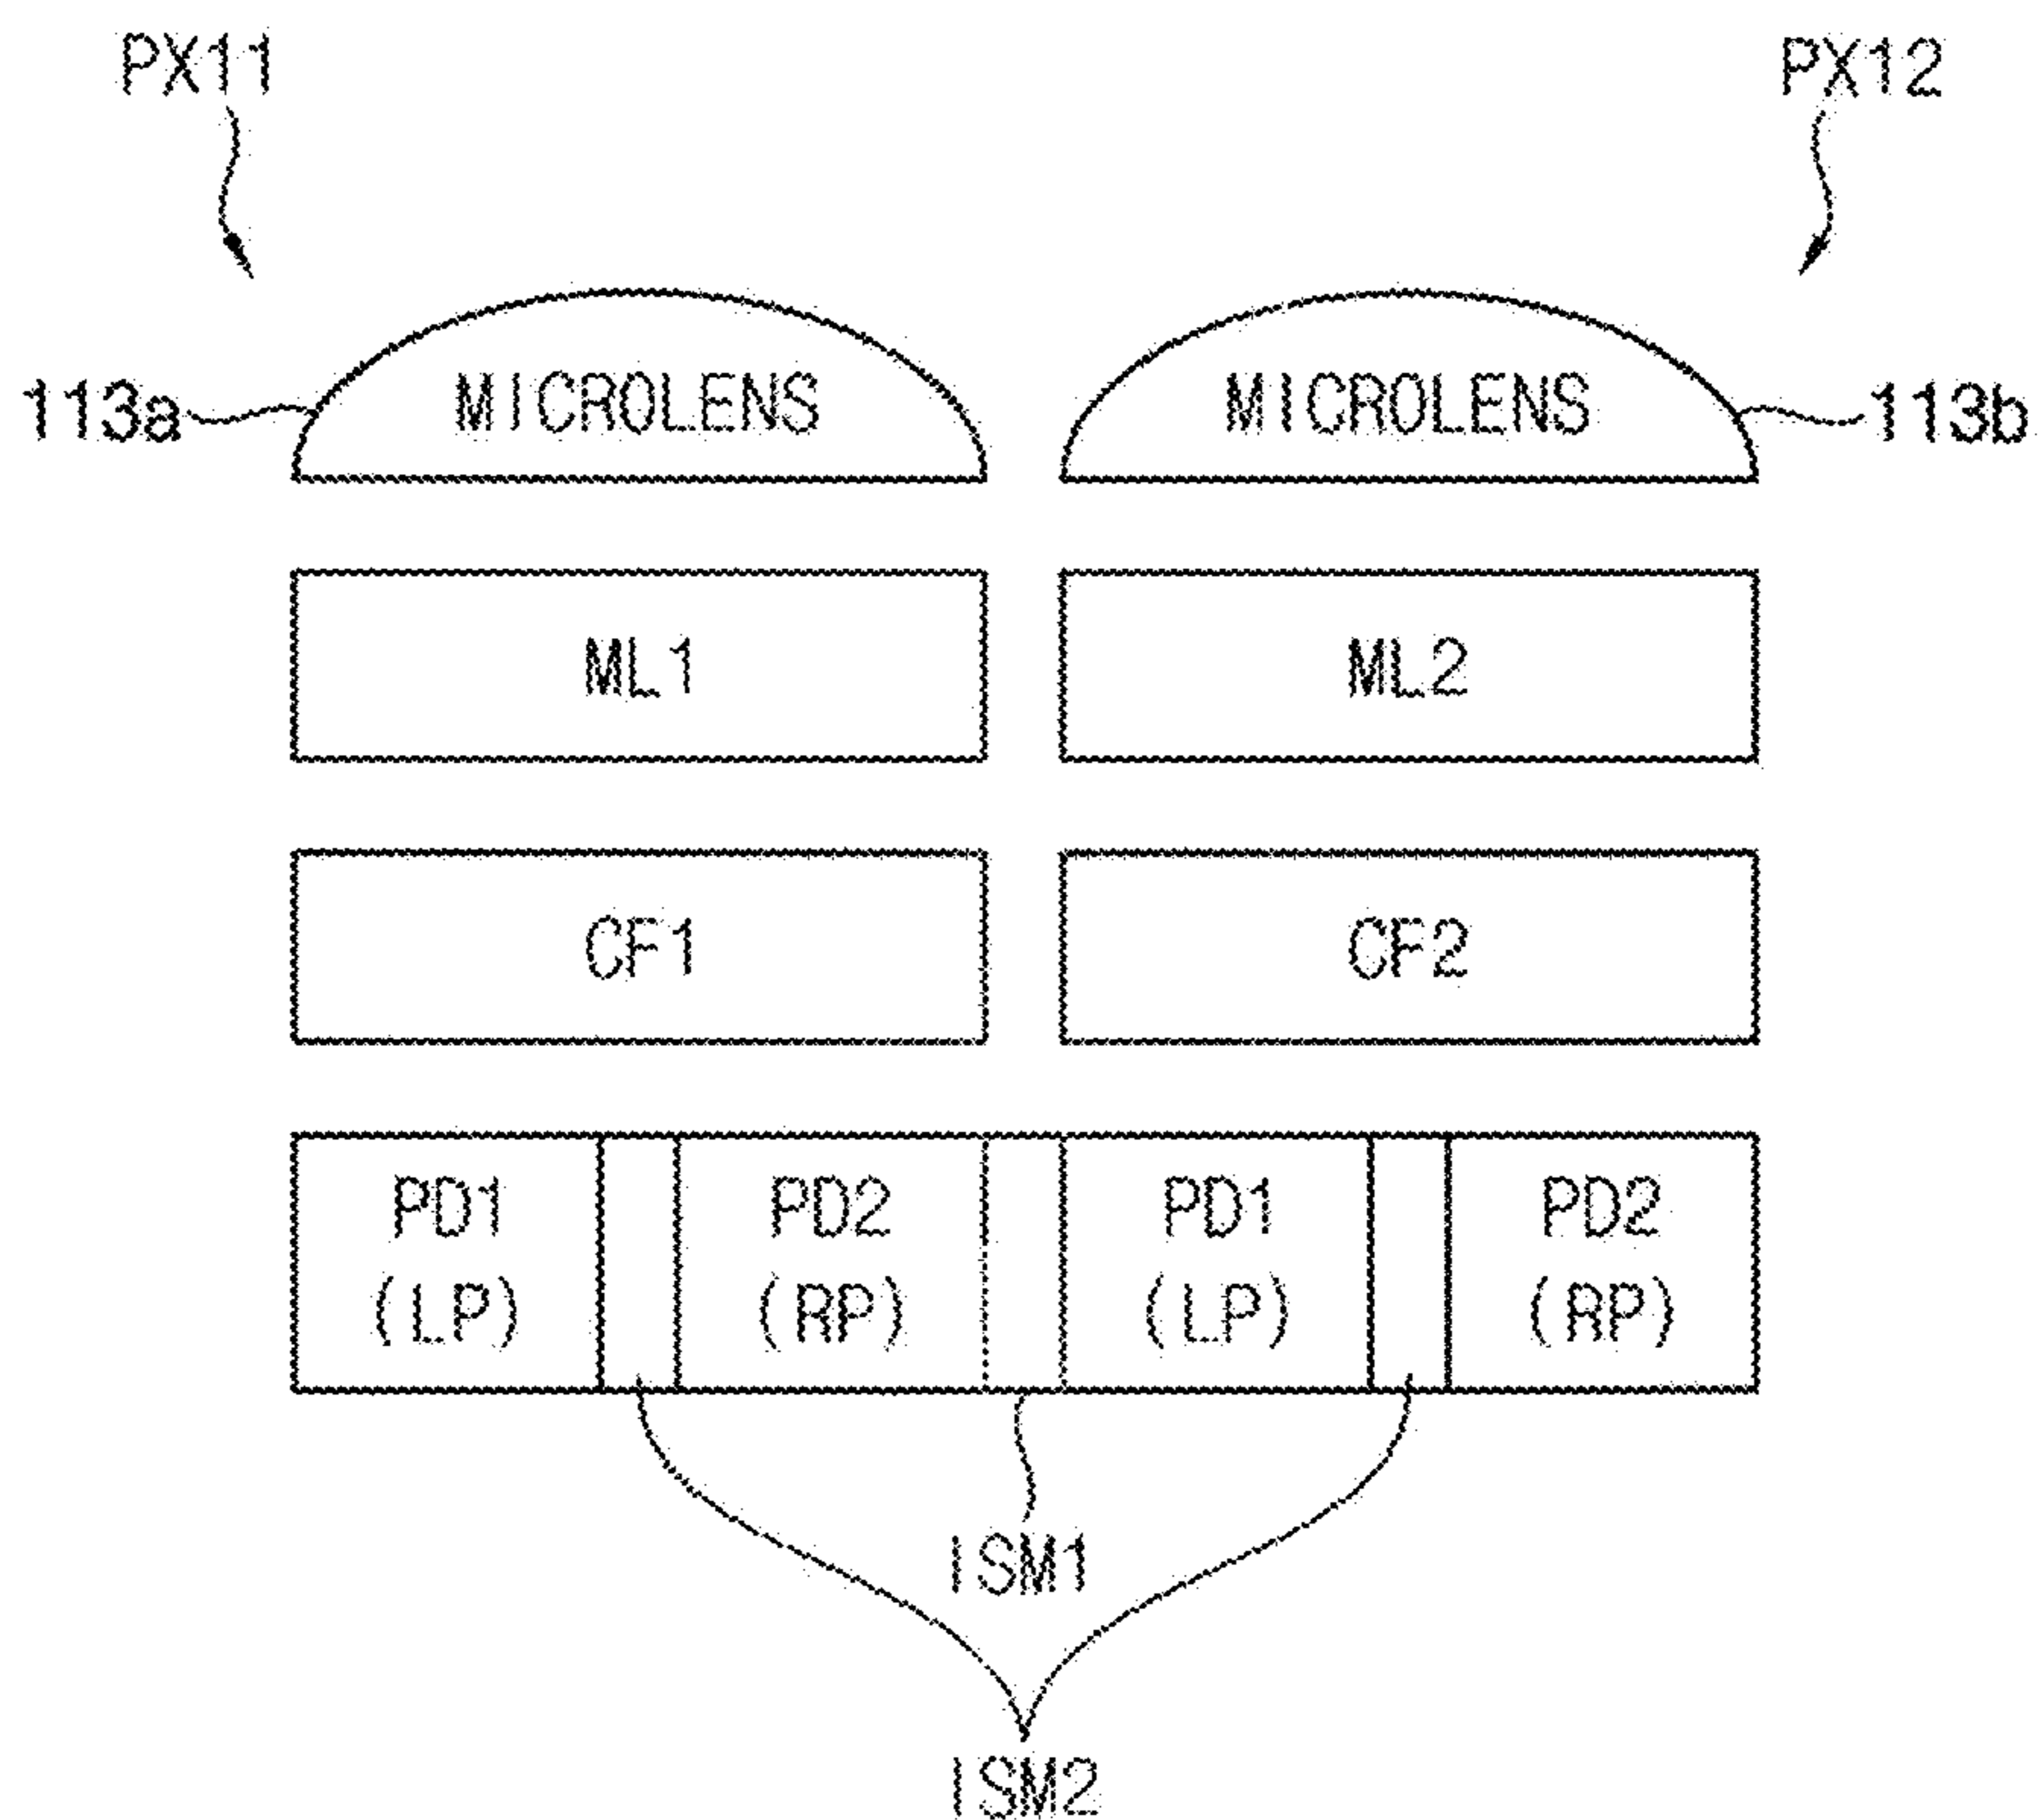 PX11 PX12
113a MICROLENS MICROLENS 113b
ML1 ML2
CF1 CF2
PD1 PD2 PD1 PD2
(LP) (RP) (LP) (RP)
ISM1
ISM2